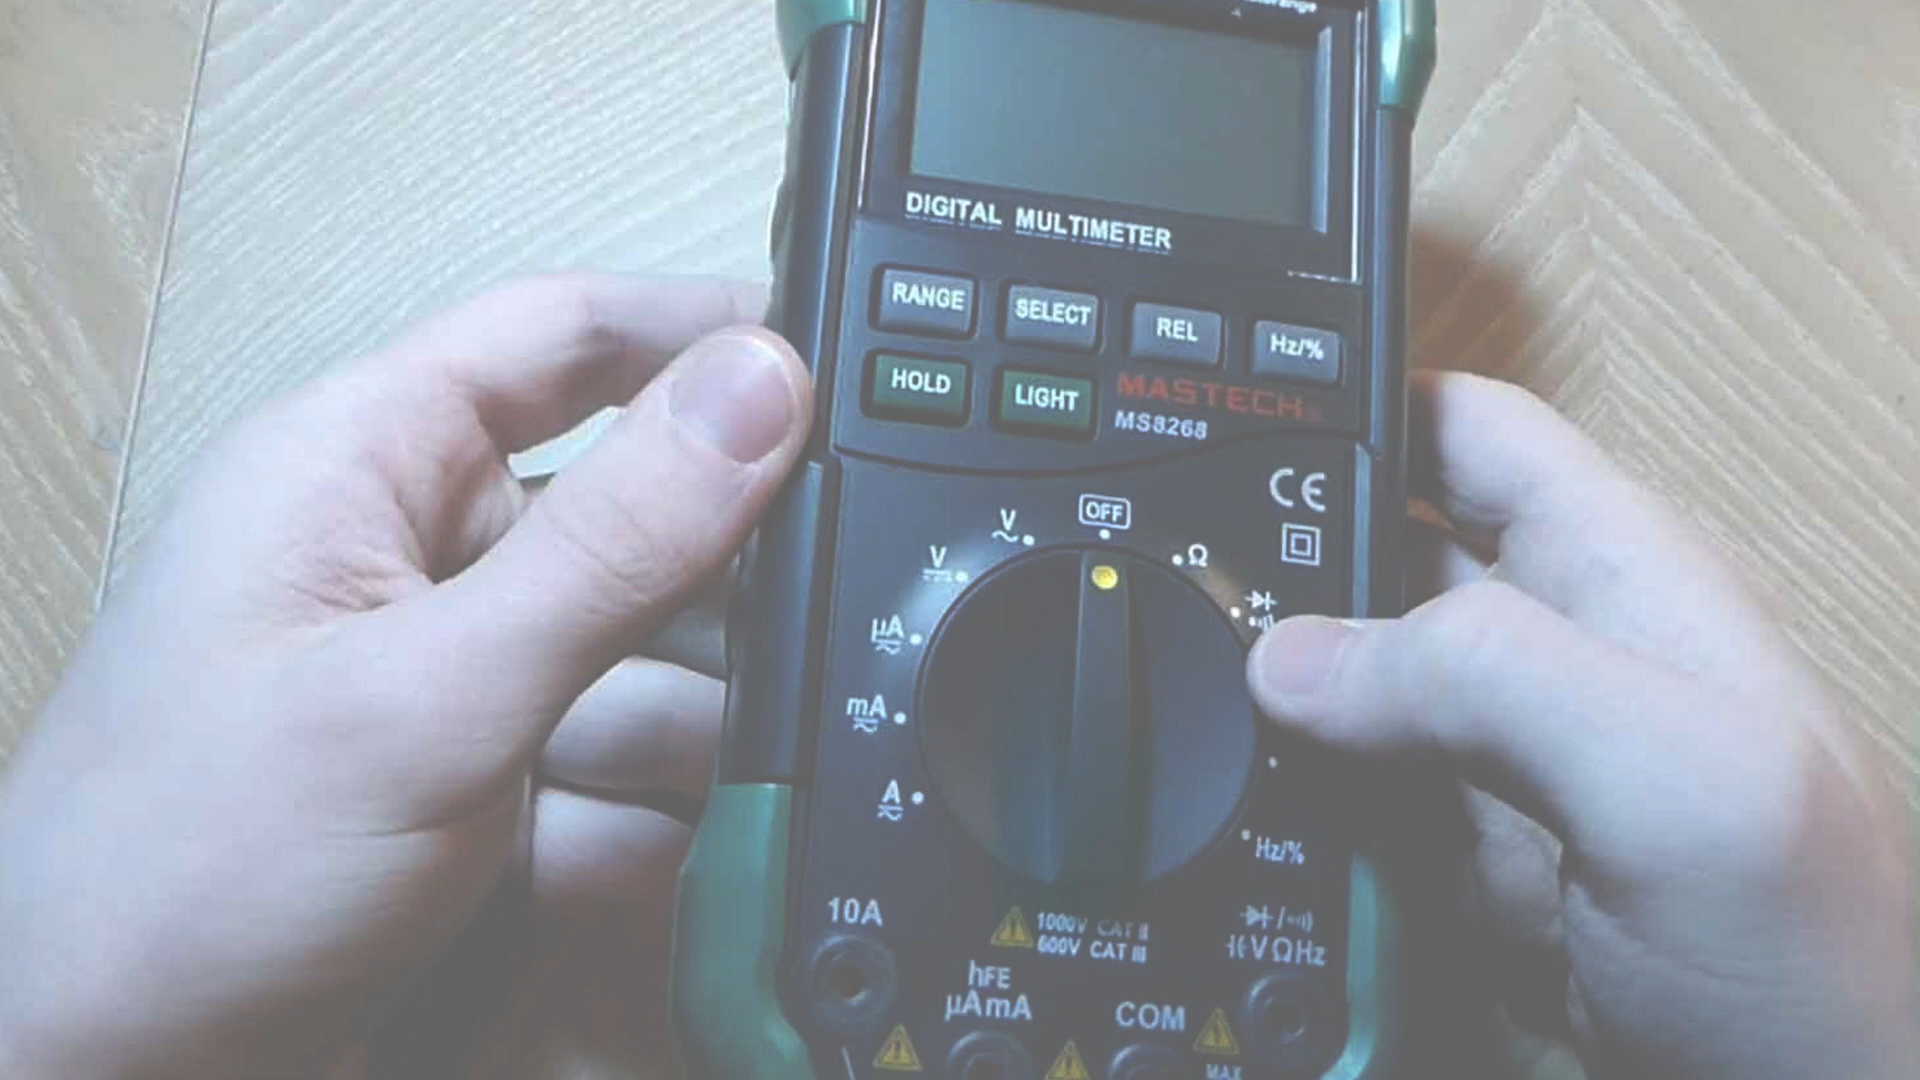 DIGITAL MULTIMETER
RANGE
SELECT
REL
Hz/%
HOLD
LIGHT
MASTECH®
MS8268
CE
OFF
V
V
Ω
µA
mA
A
Hz/%
10A
1000V CAT II
600V CAT III
VΩHz
hFE
µAmA
COM
MAX